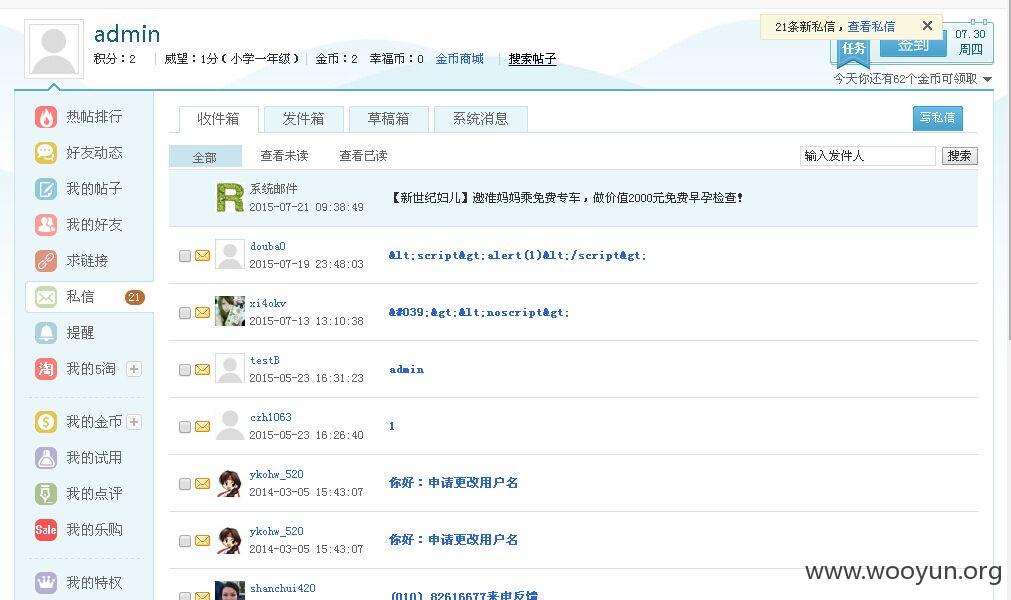 admin
积分：2 威望：1分（小学一年级） 金币：2 幸福币：0 金币商城 搜索帖子
21条新私信，查看私信 ×
任务 签到 07.30 周四
今天你还有62个金币可领取
热帖排行
好友动态
我的帖子
我的好友
求链接
私信 21
提醒
淘 我的5淘 +
$ 我的金币 +
我的试用
我的点评
Sale 我的乐购
我的特权
收件箱 发件箱 草稿箱 系统消息 写私信
全部 查看未读 查看已读 输入发件人 搜索
R 系统邮件
2015-07-21 09:38:49
【新世纪妇儿】邀准妈妈乘免费专车，做价值2000元免费早孕检查！
douba0
2015-07-19 23:48:03
&lt;script&gt;alert(1)&lt;/script&gt;
xi4okv
2015-07-13 13:10:38
&#039;&gt;&lt;noscript&gt;
testB
2015-05-23 16:31:23
admin
czh1063
2015-05-23 16:26:40
1
ykohw_520
2014-03-05 15:43:07
你好：申请更改用户名
ykohw_520
2014-03-05 15:43:07
你好：申请更改用户名
shanchui420
(010) 82616677来电反馈
www.wooyun.org